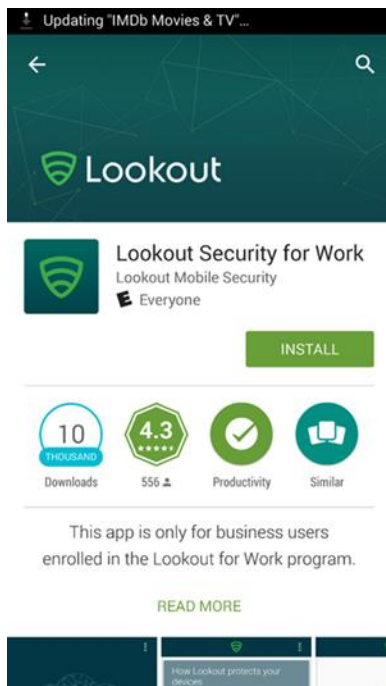 Updating "IMDb Movies & TV"...
Lookout
Lookout Security for Work
Lookout Mobile Security
E Everyone
INSTALL
10
THOUSAND
4.3
Downloads
556
Productivity
Similar
This app is only for business users
enrolled in the Lookout for Work program.
READ MORE
How Lookout protects your
devices